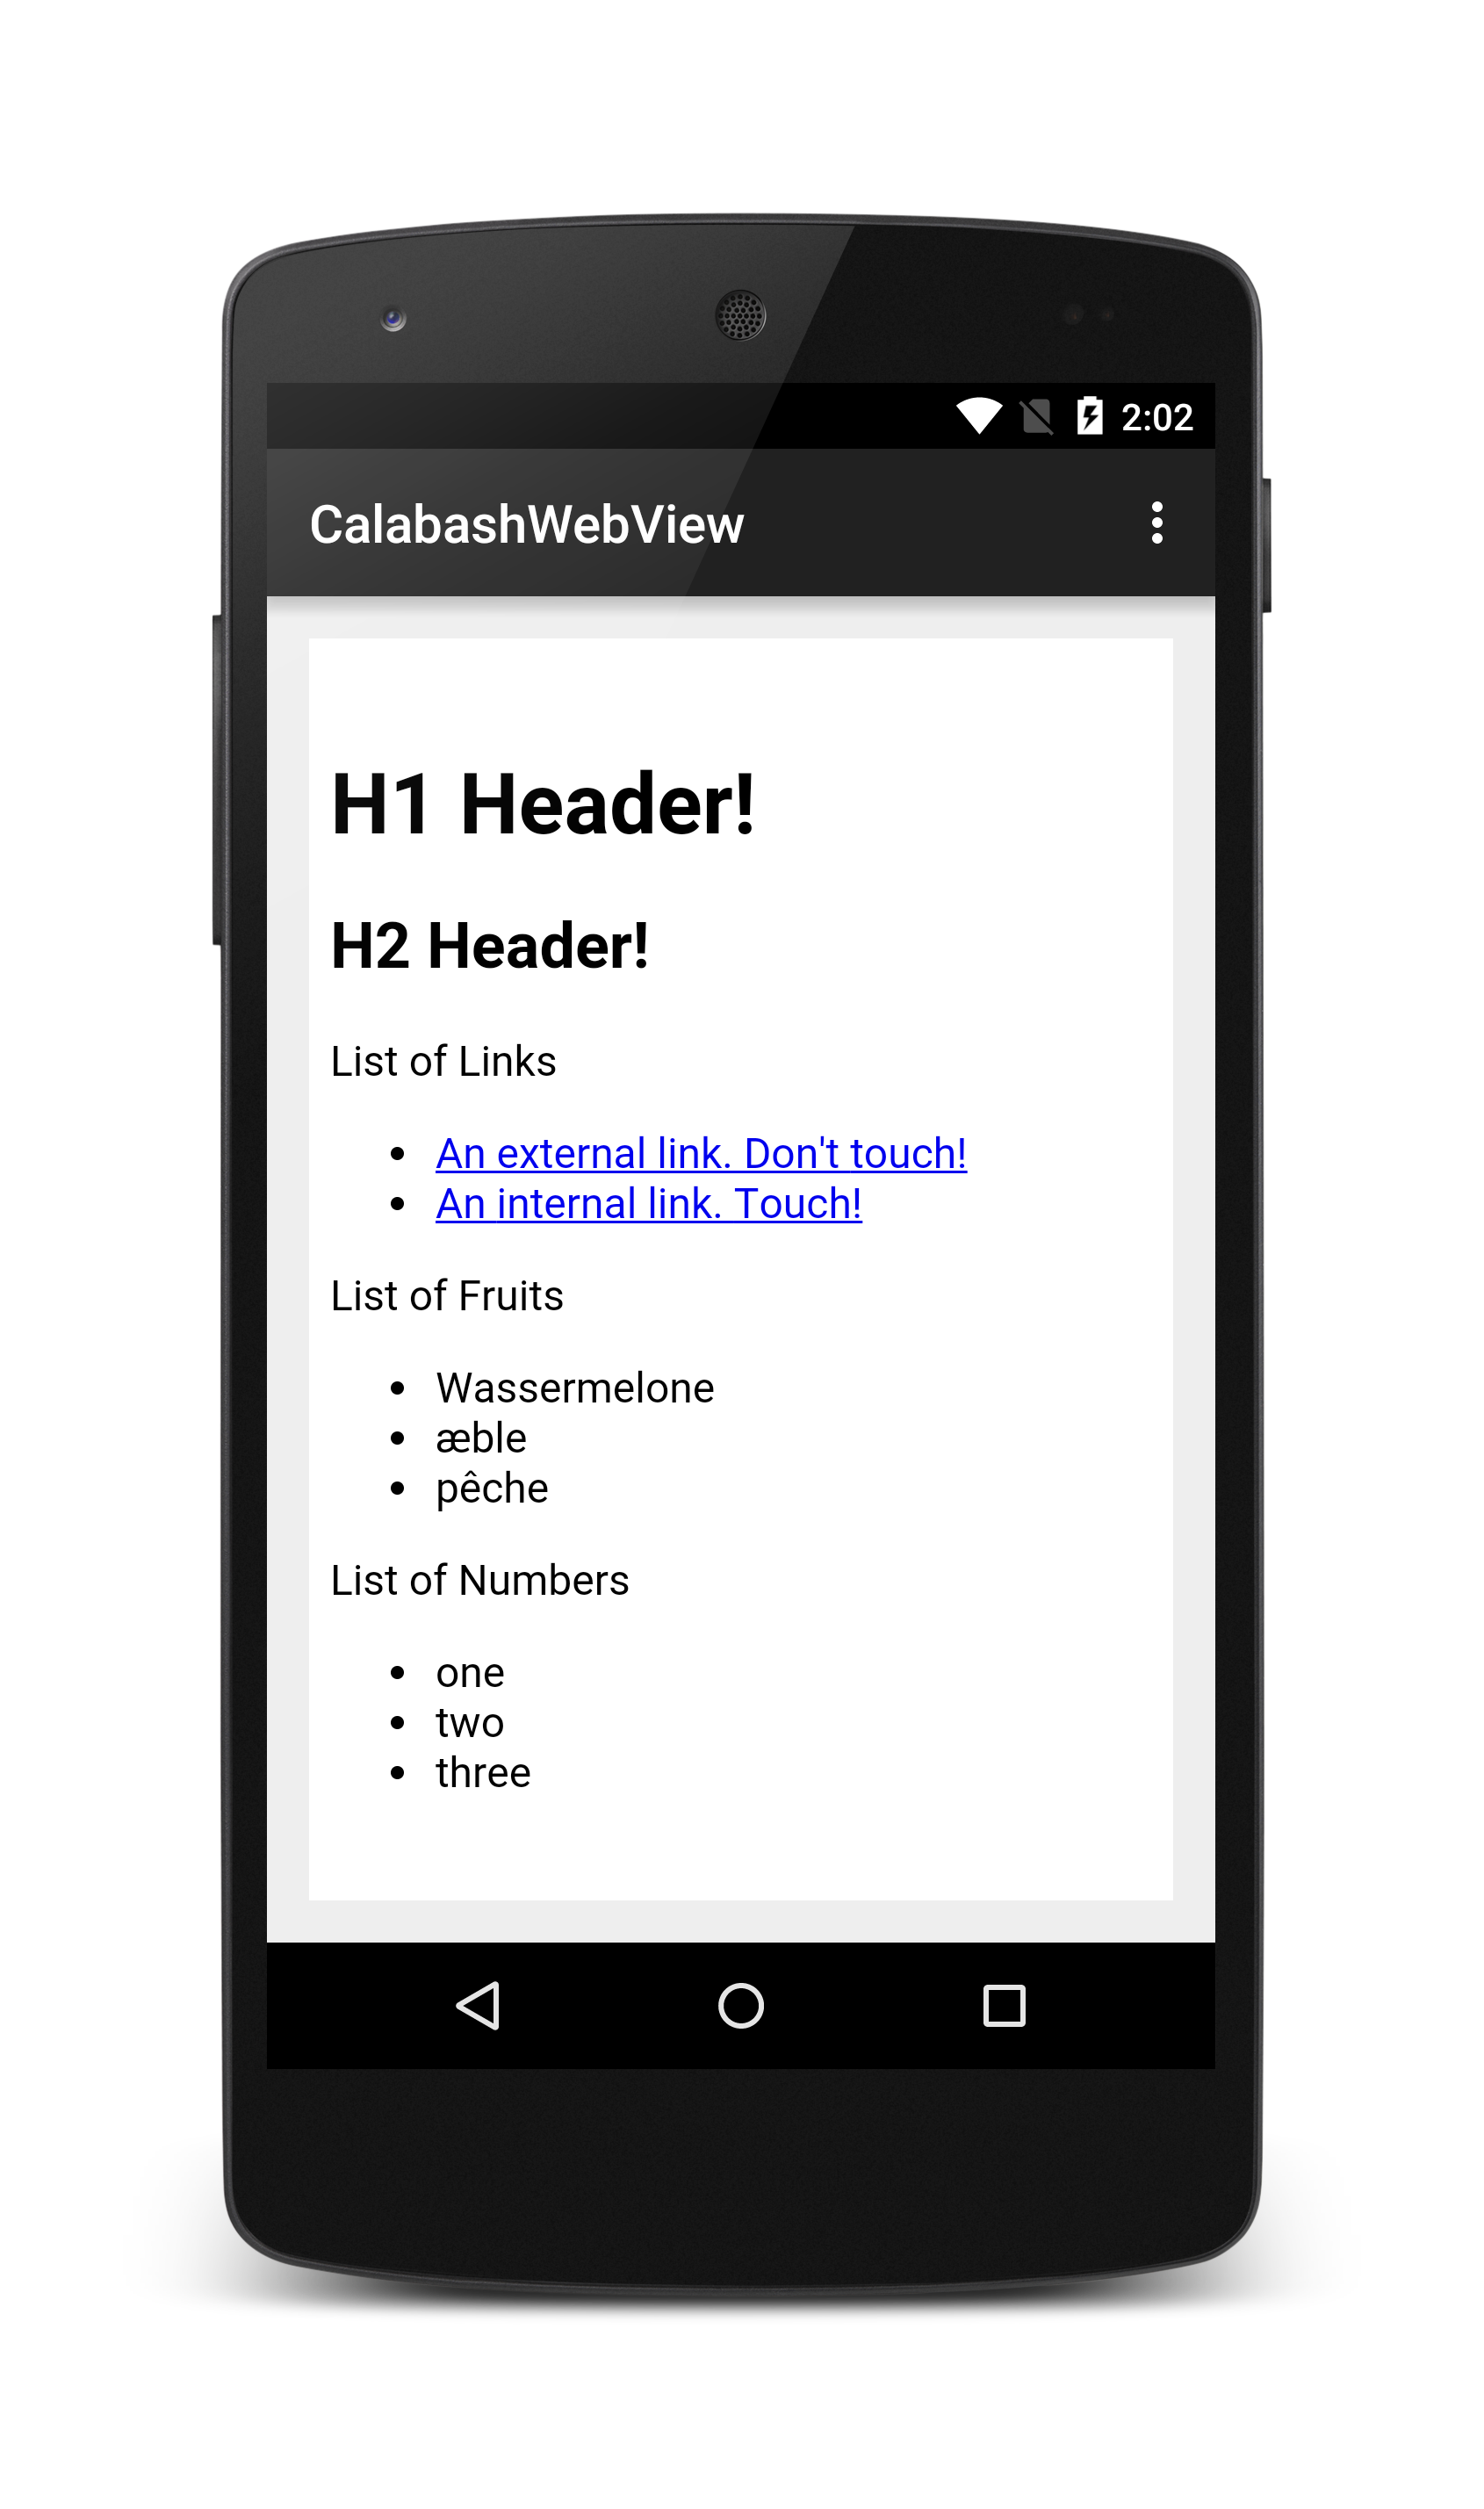 2:02
CalabashWebView
H1 Header!
H2 Header!
List of Links
An external link. Don't touch!
An internal link. Touch!
List of Fruits
Wassermelone
æble
pêche
List of Numbers
one
two
three